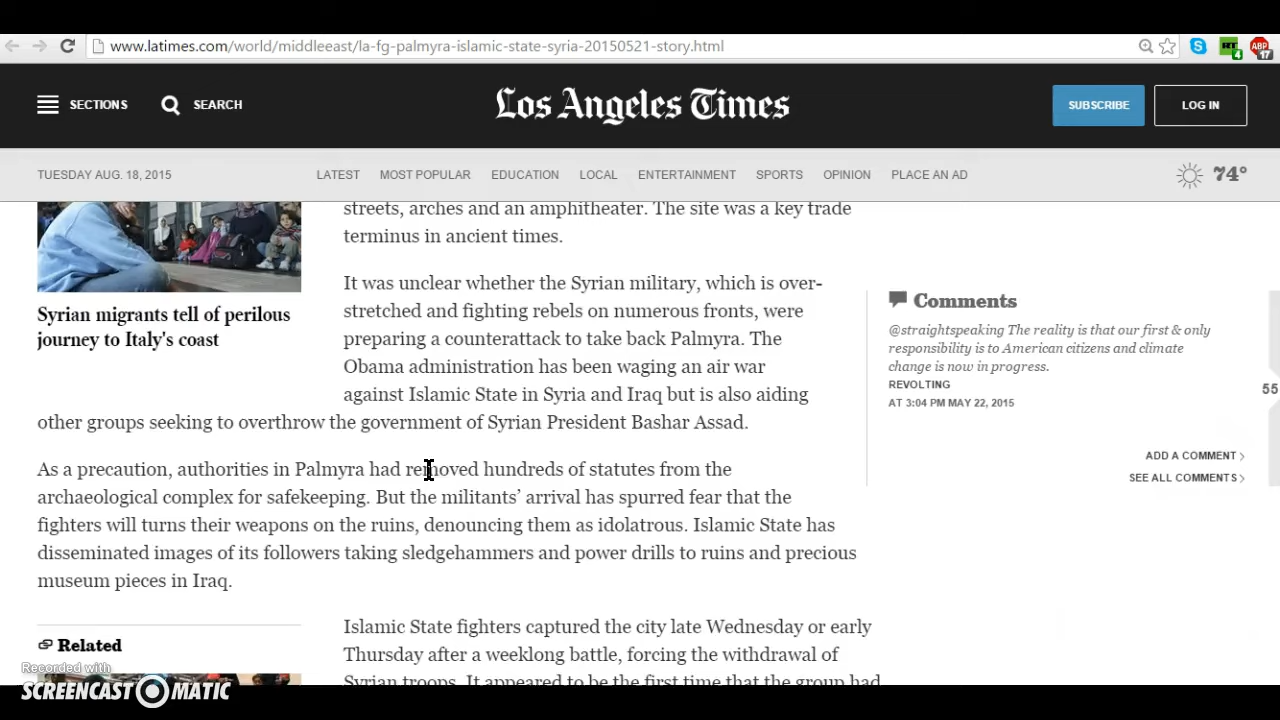 www.latimes.com/world/middleeast/la-fg-palmyra-islamic-state-syria-20150521-story.html
RT
4
ABP
17
SECTIONS
SEARCH
Los Angeles Times
SUBSCRIBE
LOG IN
TUESDAY AUG. 18, 2015
LATEST
MOST POPULAR
EDUCATION
LOCAL
ENTERTAINMENT
SPORTS
OPINION
PLACE AN AD
74°
streets, arches and an amphitheater. The site was a key trade
terminus in ancient times.
Syrian migrants tell of perilous
journey to Italy's coast
It was unclear whether the Syrian military, which is over-
stretched and fighting rebels on numerous fronts, were
preparing a counterattack to take back Palmyra. The
Obama administration has been waging an air war
against Islamic State in Syria and Iraq but is also aiding
other groups seeking to overthrow the government of Syrian President Bashar Assad.
As a precaution, authorities in Palmyra had removed hundreds of statutes from the
archaeological complex for safekeeping. But the militants’ arrival has spurred fear that the
fighters will turns their weapons on the ruins, denouncing them as idolatrous. Islamic State has
disseminated images of its followers taking sledgehammers and power drills to ruins and precious
museum pieces in Iraq.
Related
Islamic State fighters captured the city late Wednesday or early
Thursday after a weeklong battle, forcing the withdrawal of
Syrian troops. It appeared to be the first time that the group had
Comments
@straightspeaking The reality is that our first & only
responsibility is to American citizens and climate
change is now in progress.
REVOLTING
AT 3:04 PM MAY 22, 2015
55
ADD A COMMENT
SEE ALL COMMENTS
Recorded with
SCREENCAST O MATIC